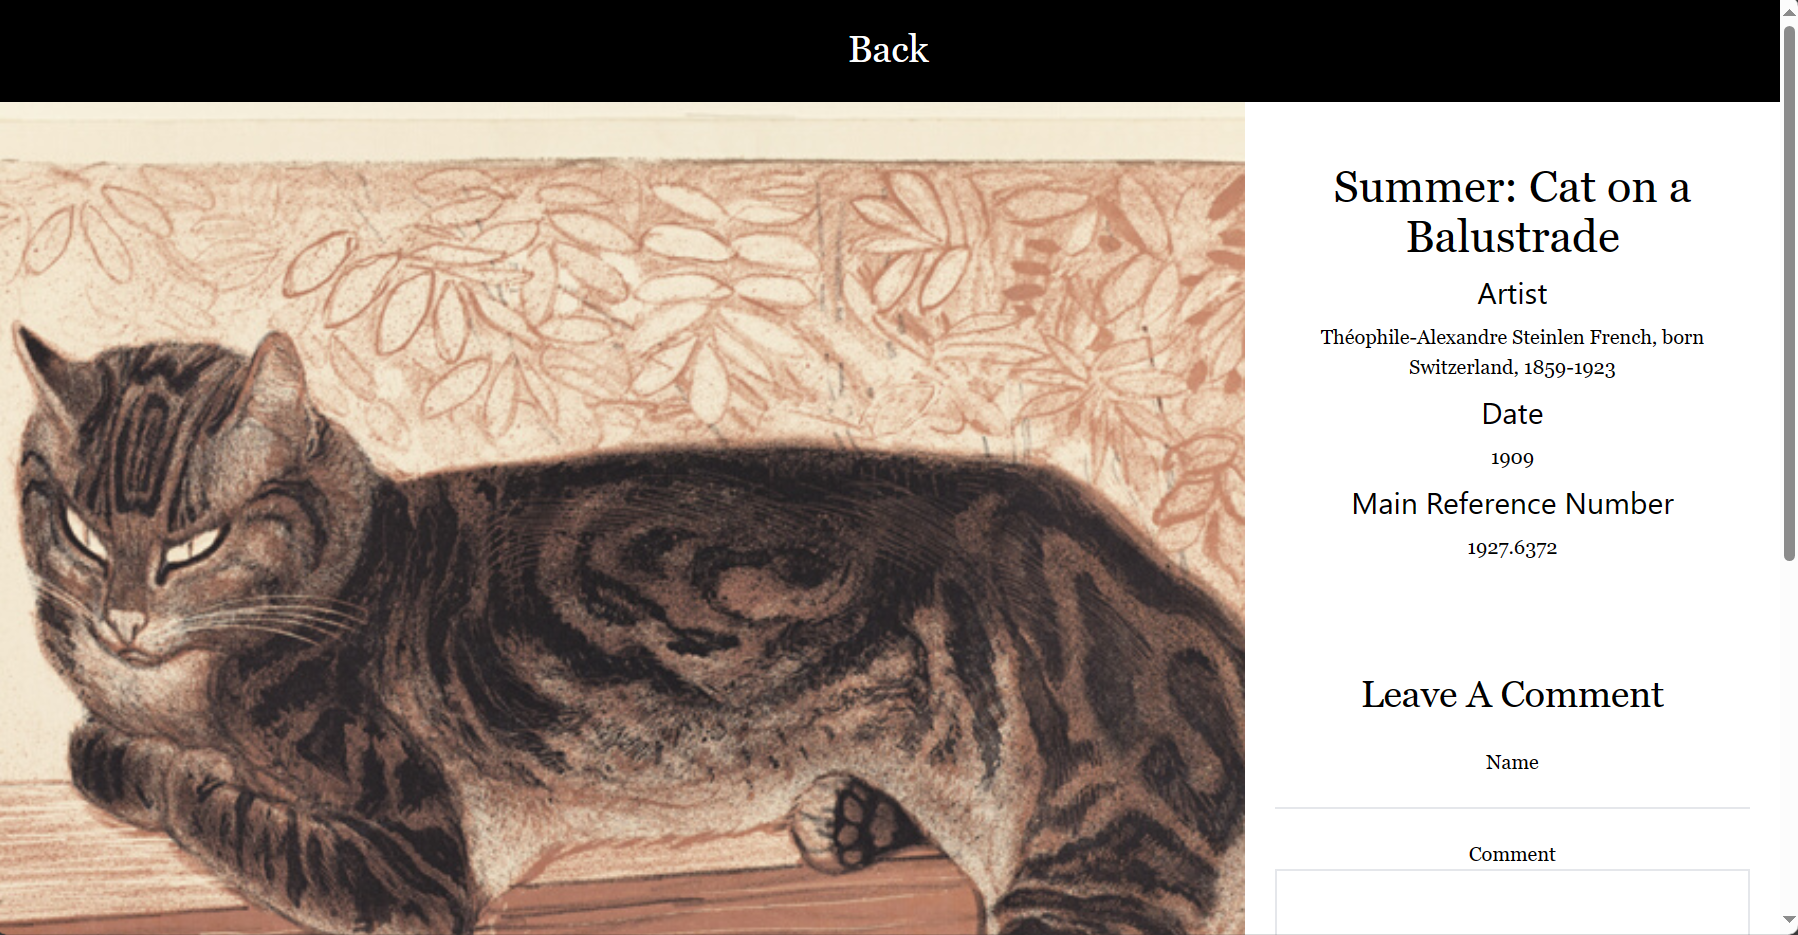 Back
Summer: Cat on a
Balustrade
Artist
Théophile-Alexandre Steinlen French, born
Switzerland, 1859-1923
Date
1909
Main Reference Number
1927.6372
Leave A Comment
Name
Comment